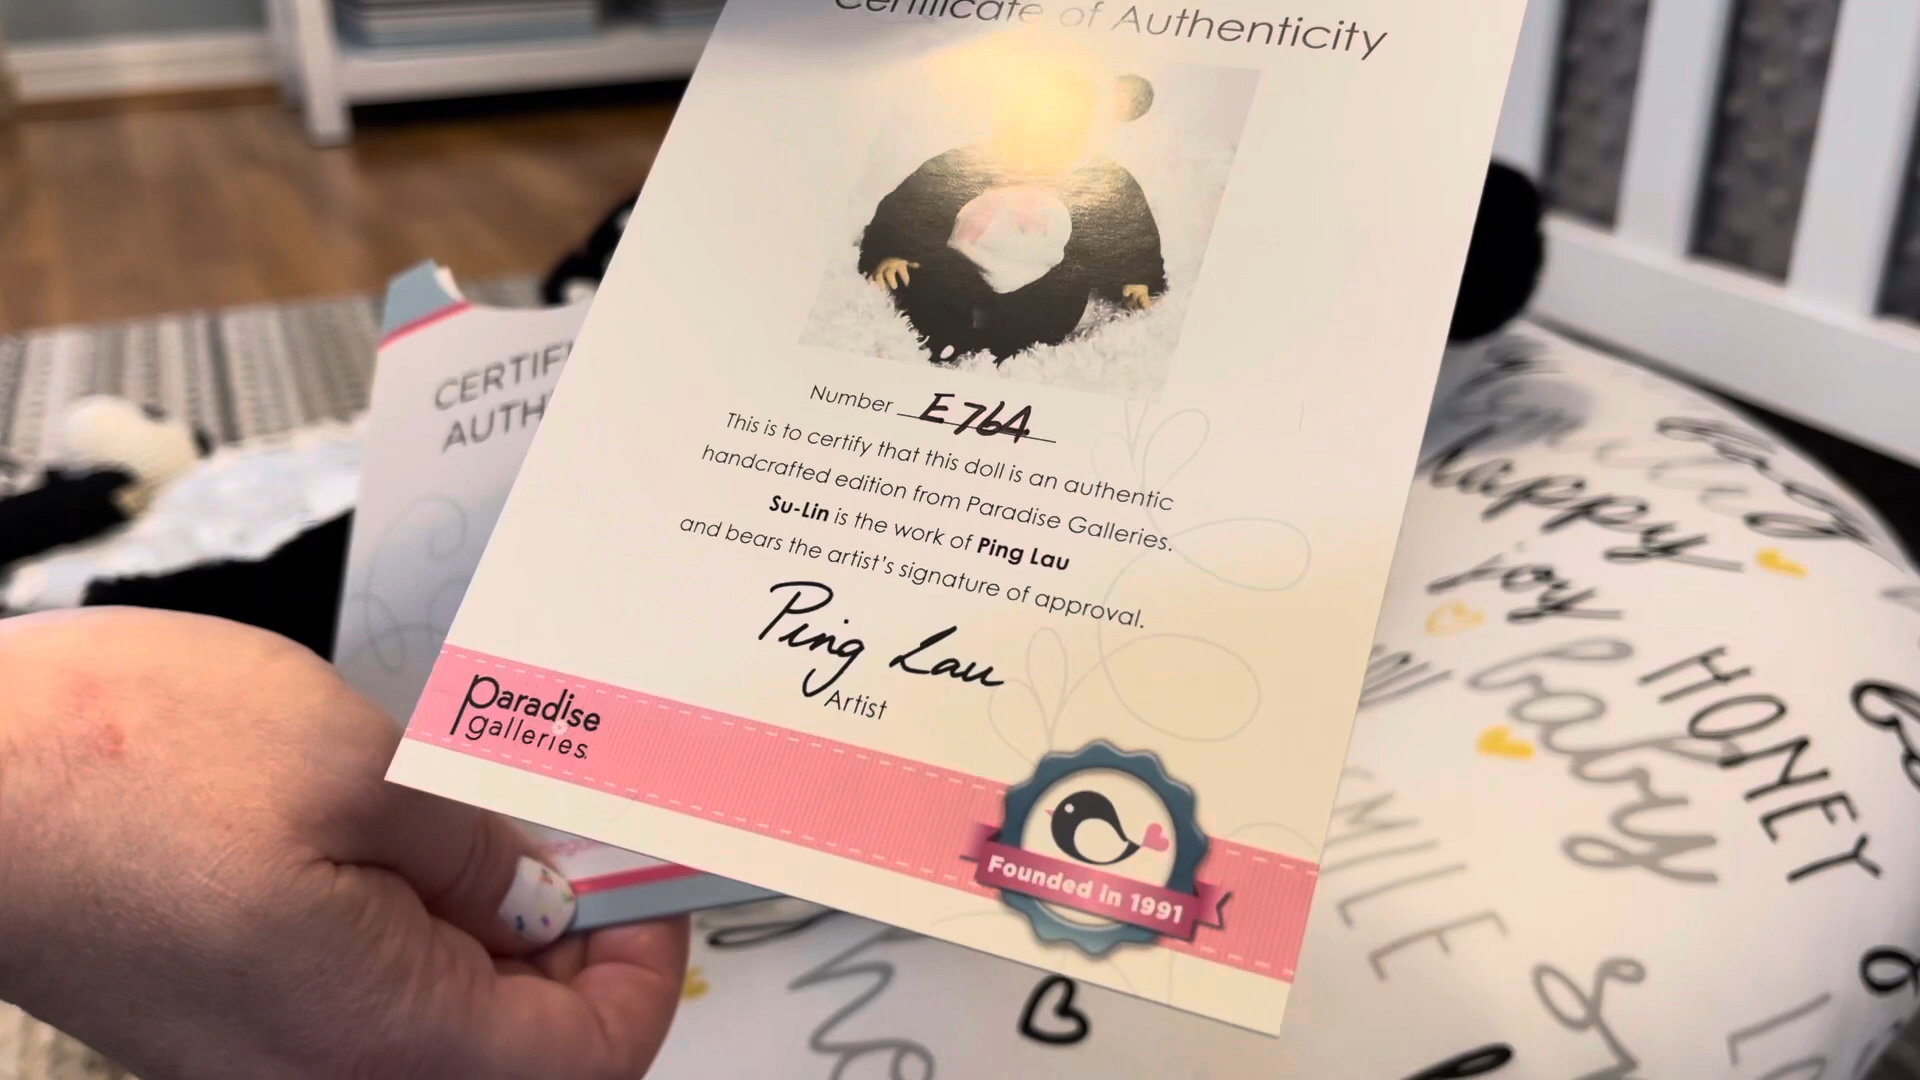 Certificate of Authenticity
Number E764
This is to certify that this doll is an authentic
handcrafted edition from Paradise Galleries.
Su-Lin is the work of Ping Lau
and bears the artist's signature of approval.
Ping Lau
Artist
paradise
galleries
Founded in 1991
CERTIF
AUTH
happy
joy
baby
HONEY
SMILE